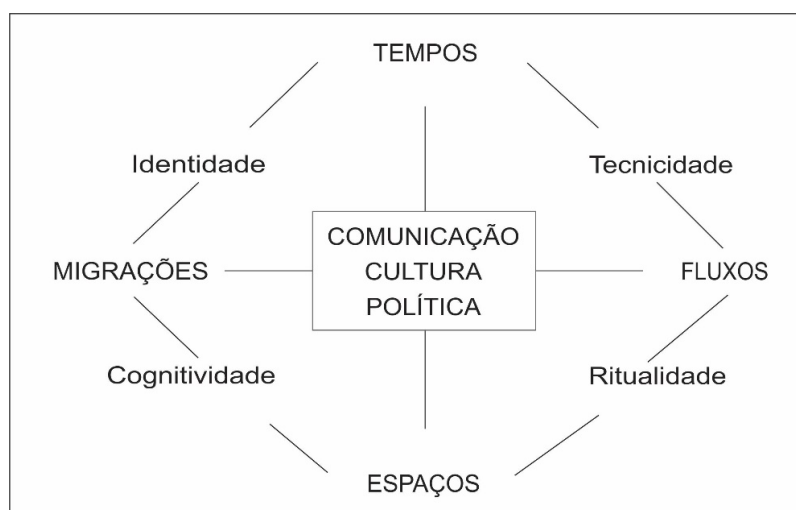 TEMPOS
Identidade
Tecnicidade
COMUNICAÇÃO
CULTURA
POLÍTICA
MIGRAÇÕES
FLUXOS
Cognitividade
Ritualidade
ESPAÇOS